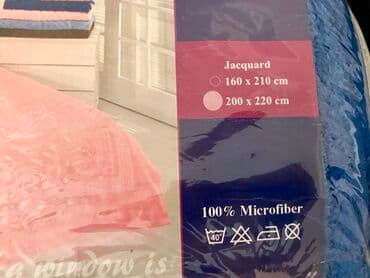 Jacquard
160 x 210 cm
200 x 220 cm
100% Microfiber
40°
a window is